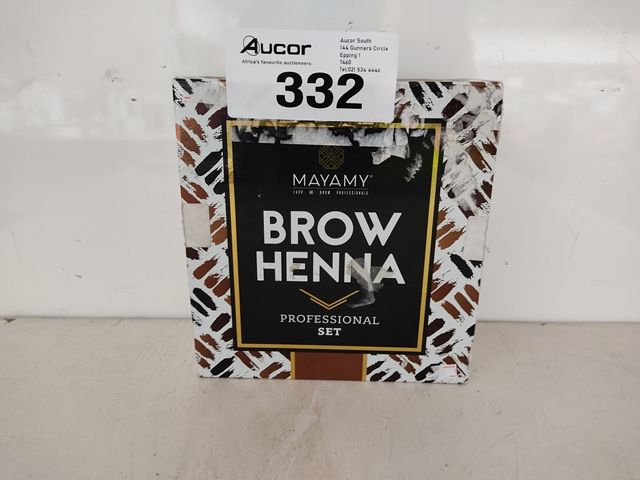 Aucor
Africa's favourite auctioneers
Aucor South
144 Gunners Circle
Epping 1
7460
Tel:021 534 4446
332
MAYAMY®
LASH & BROW PROFESSIONALS
BROW
HENNA
PROFESSIONAL
SET